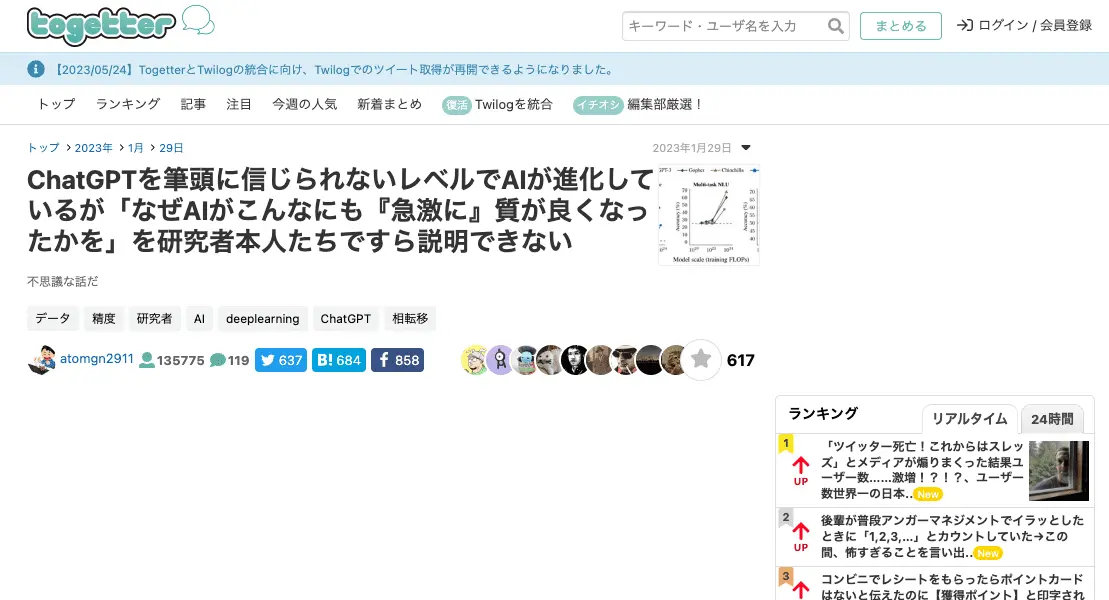 togetter
キーワード・ユーザ名を入力
まとめる
ログイン / 会員登録
【2023/05/24】TogetterとTwilogの統合に向け、Twilogでのツイート取得が再開できるようになりました。
トップ ランキング 記事 注目 今週の人気 新着まとめ 復活 Twilogを統合 イチオシ 編集部厳選!
トップ > 2023年 > 1月 > 29日
2023年1月29日
ChatGPTを筆頭に信じられないレベルでAIが進化して
いるが「なぜAIがこんなにも『急激に』質が良くなっ
たかを」を研究者本人たちですら説明できない
GPT-3 Gopher Chinchilla
Multi-task NLU
Accuracy (%)
70
60
50
40
30
20
10
0
Model scale (training FLOPs)
不思議な話だ
データ 精度 研究者 AI deeplearning ChatGPT 相転移
atomgn2911 135775 119 637 B! 684 858
617
ランキング リアルタイム 24時間
1
UP
「ツイッター死亡!これからはスレッ
ズ」とメディアが煽りまくった結果ユ
ーザー数……激増!?!?、ユーザー
数世界一の日本.. New
2
UP
後輩が普段アンガーマネジメントでイラッとした
ときに「1,2,3,...」とカウントしていた→この
間、怖すぎることを言い出.. New
3
コンビニでレシートをもらったらポイントカード
はないと伝えたのに【獲得ポイント】と印字され